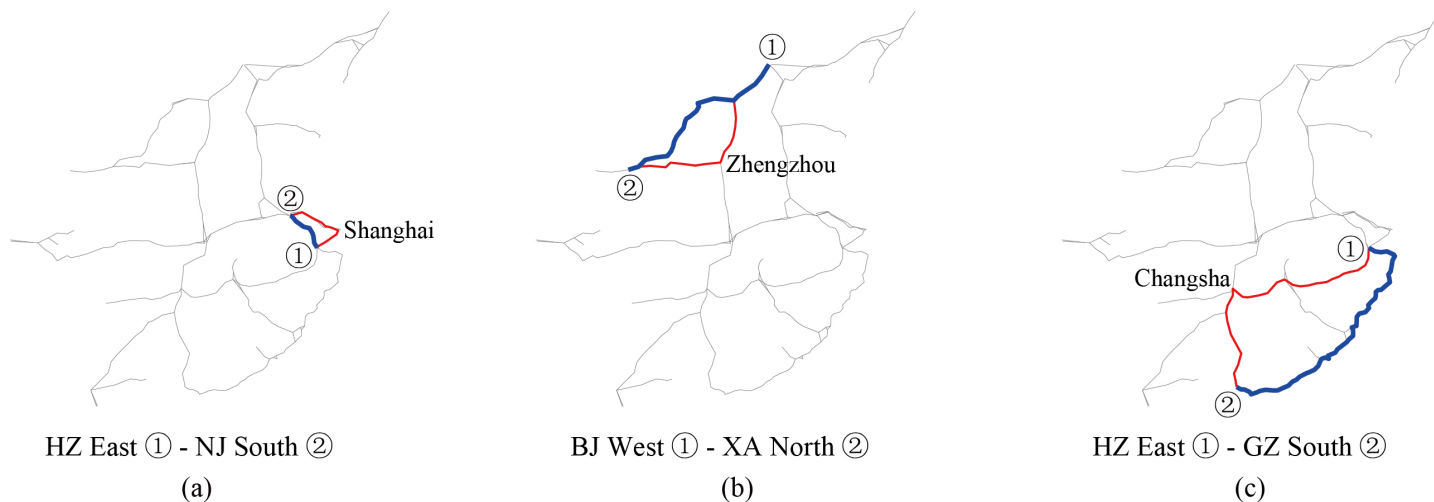 ②
Shanghai
①
HZ East ① - NJ South ②
(a)
①
Zhengzhou
②
BJ West ① - XA North ②
(b)
①
Changsha
②
HZ East ① - GZ South ②
(c)